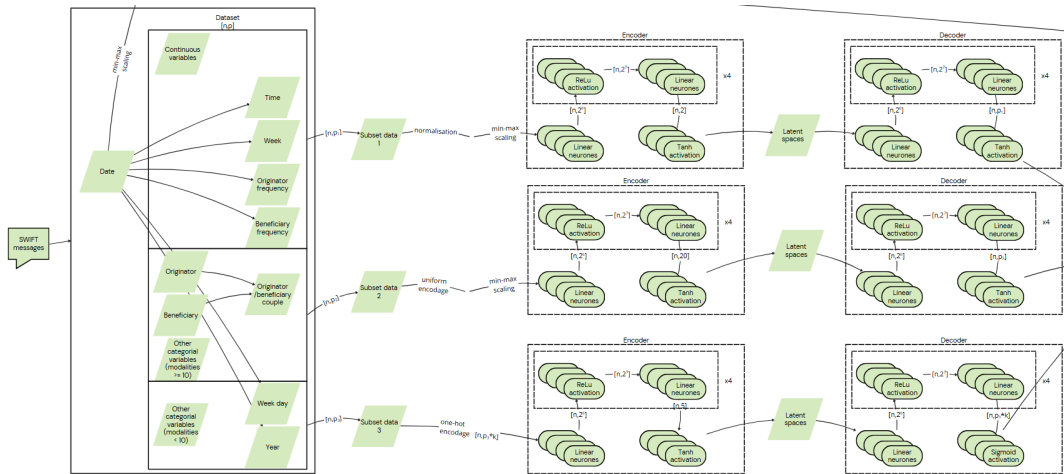 Dataset
[n,p]
min-max
scaling
Continuous
variables
Time
Week
Date
Originator
frequency
Beneficiary
frequency
SWIFT
messages
Originator
Originator
/beneficiary
couple
Beneficiary
Other
categorial
variables
(modalities
>= 10)
Week day
Other
categorial
variables
(modalities
< 10)
Year
[n,p₁]
Subset data
1
normalisation
min-max
scaling
Encoder
ReLu
activation
Linear
neurones
x4
[n,2]
Linear
neurones
Tanh
activation
Latent
spaces
Decoder
ReLu
activation
Linear
neurones
x4
[n,p₁]
Linear
neurones
Tanh
activation
[n,p₂]
Subset data
2
uniform
encodage
min-max
scaling
Encoder
ReLu
activation
Linear
neurones
x4
[n,20]
Linear
neurones
Tanh
activation
Latent
spaces
Decoder
ReLu
activation
Linear
neurones
x4
[n,p₂]
Linear
neurones
Tanh
activation
[n,p₃]
Subset data
3
one-hot
encodage
[n,p₃*k]
Encoder
ReLu
activation
Linear
neurones
x4
[n,5]
Linear
neurones
Tanh
activation
Latent
spaces
Decoder
ReLu
activation
Linear
neurones
x4
[n,p₃*k]
Linear
neurones
Sigmoid
activation